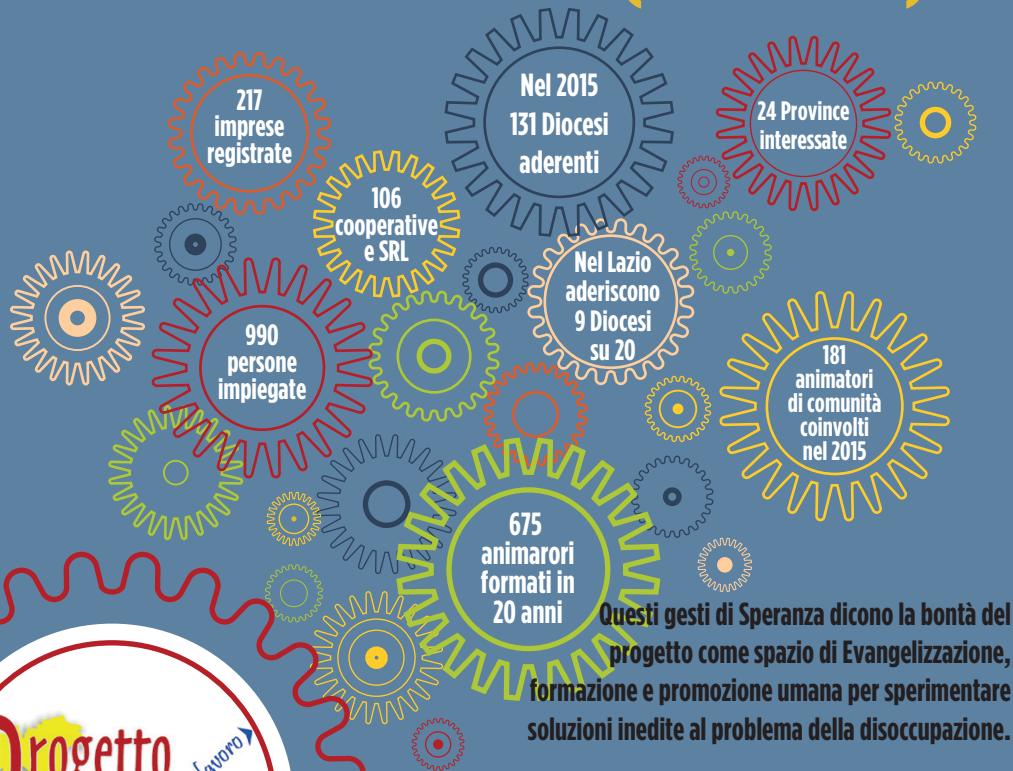 217
imprese
registrate
Nel 2015
131 Diocesi
aderenti
24 Province
interessate
106
cooperative
e SRL
Nel Lazio
aderiscono
9 Diocesi
su 20
990
persone
impiegate
181
animatori
di comunità
coinvolti
nel 2015
675
animarori
formati in
20 anni
Questi gesti di Speranza dicono la bontà del
progetto come spazio di Evangelizzazione,
formazione e promozione umana per sperimentare
soluzioni inedite al problema della disoccupazione.
Progetto
lavoro